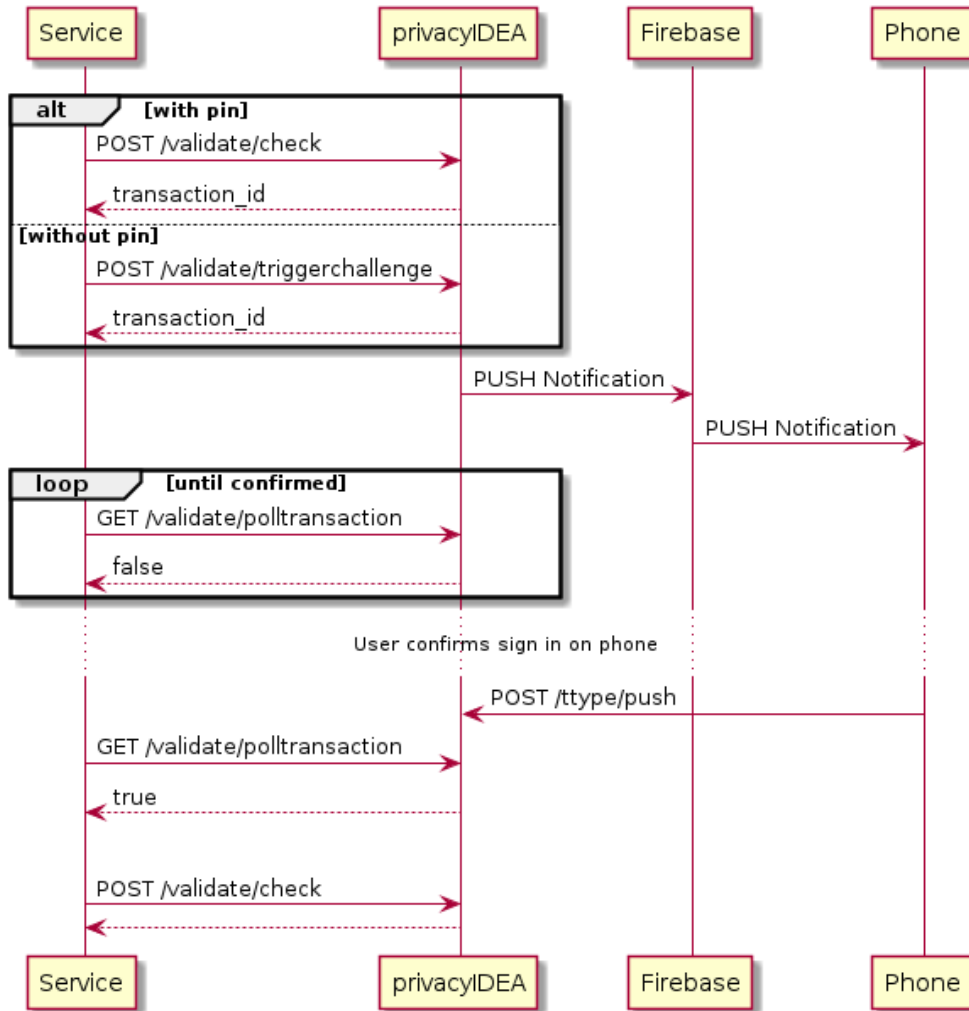 Service privacyIDEA Firebase Phone
alt [with pin]
POST /validate/check
transaction_id
[without pin]
POST /validate/triggerchallenge
transaction_id
PUSH Notification
PUSH Notification
loop [until confirmed]
GET /validate/polltransaction
false
User confirms sign in on phone
POST /ttype/push
GET /validate/polltransaction
true
POST /validate/check
Service privacyIDEA Firebase Phone